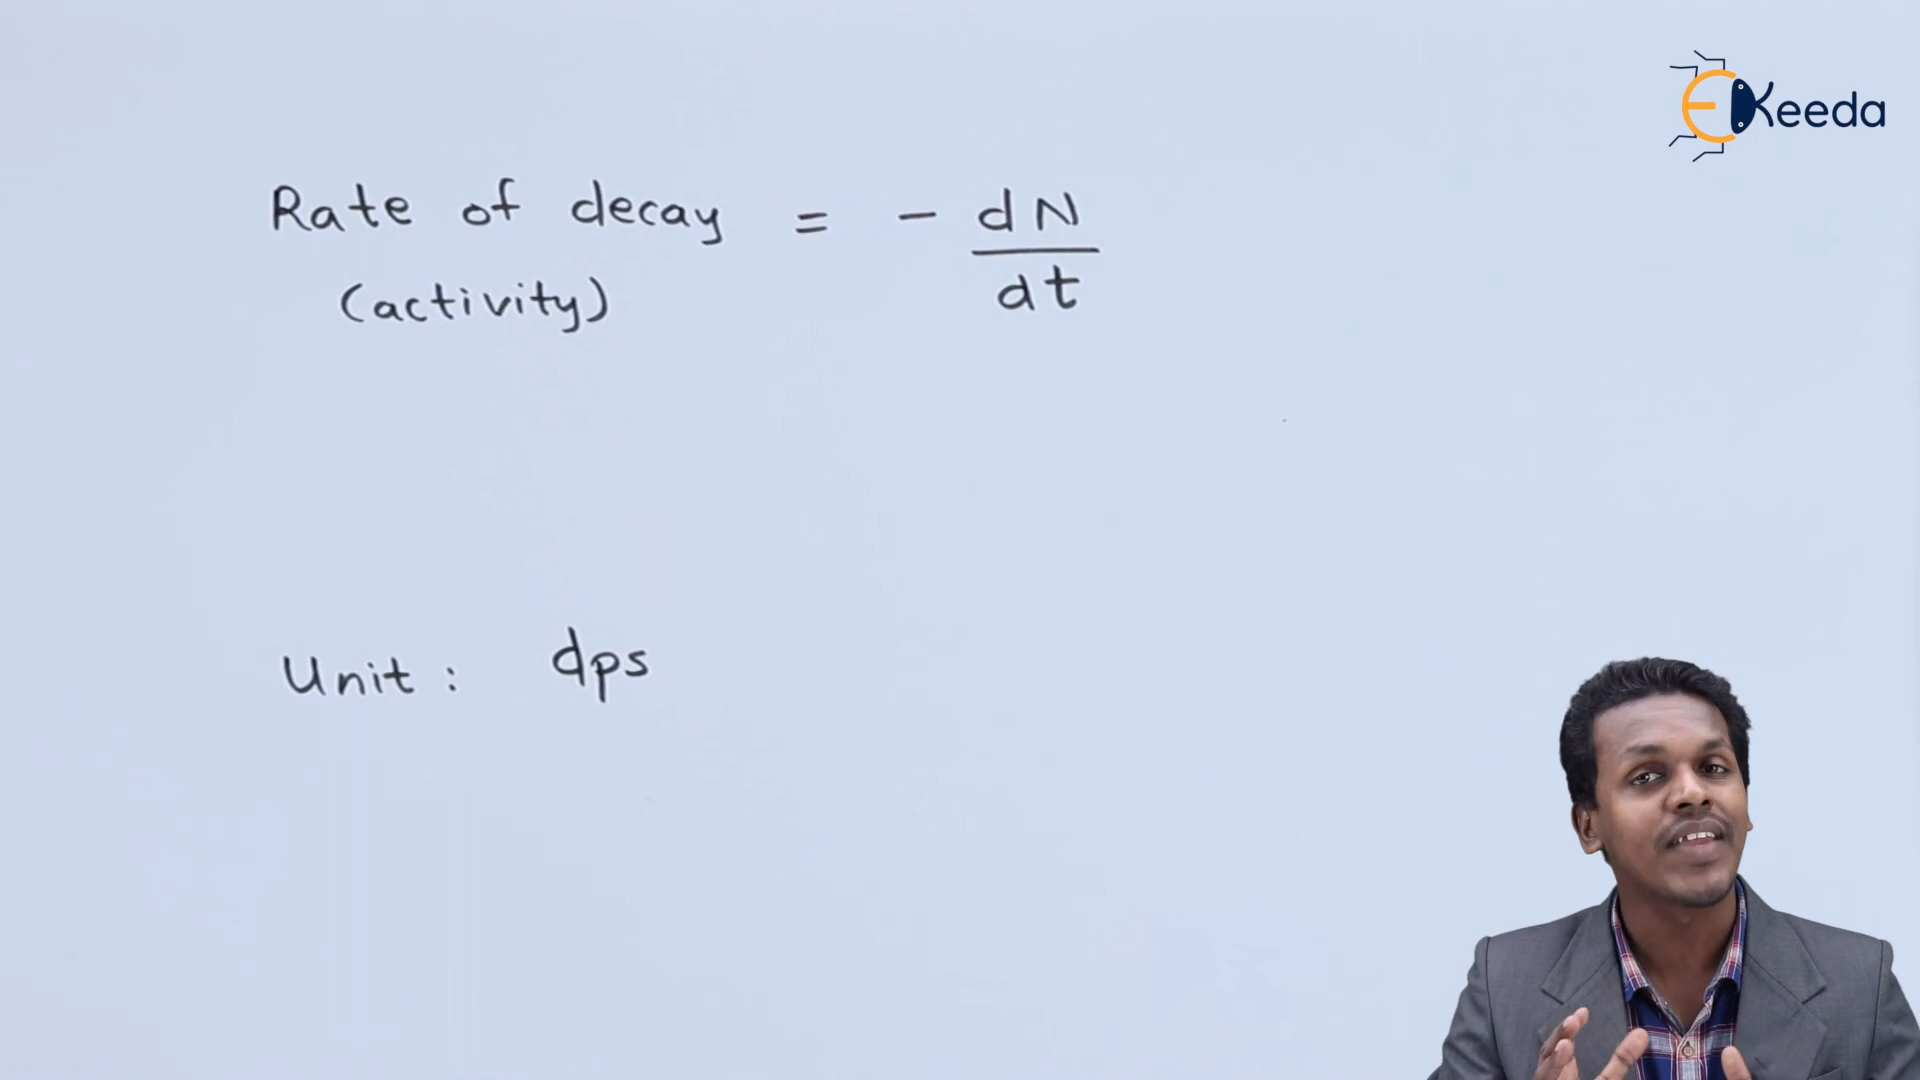 EKeeda
Rate of decay = - dN/dt
(activity)
Unit : dps